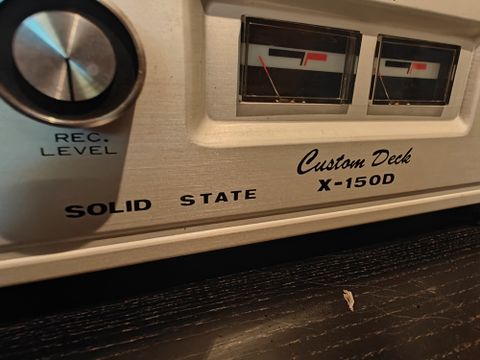 REC.
LEVEL
Custom Deck
X-150D
SOLID STATE